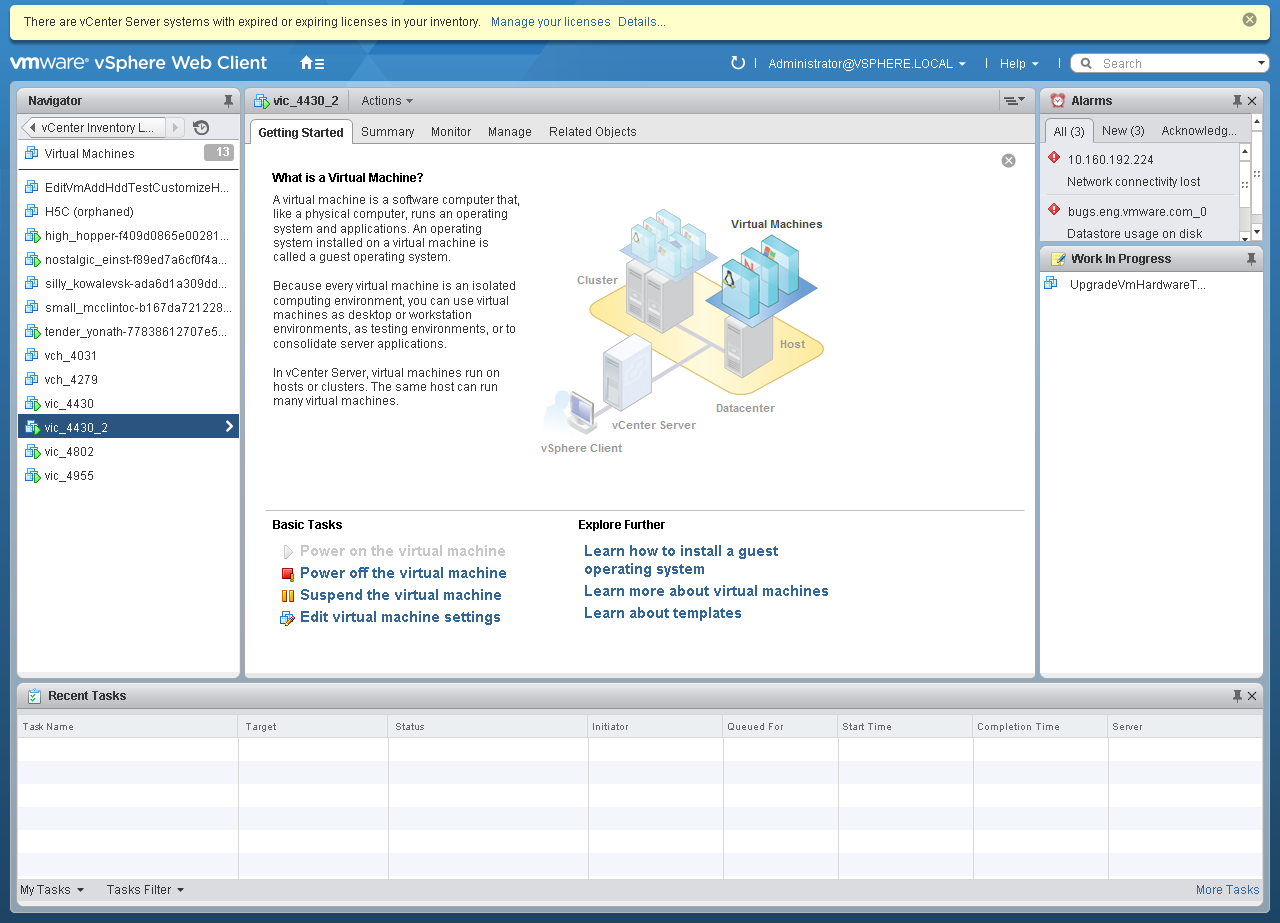 There are vCenter Server systems with expired or expiring licenses in your inventory. Manage your licenses Details...
vmware® vSphere Web Client
Administrator@VSPHERE.LOCAL
Help
Search
Navigator
vCenter Inventory L...
Virtual Machines 13
EditVmAddHddTestCustomizeH...
H5C (orphaned)
high_hopper-f409d0865e00281...
nostalgic_einst-f89ed7a6cf0f4a...
silly_kowalevsk-ada6d1a309dd...
small_mcclintoc-b167da721228...
tender_yonath-77838612707e5...
vch_4031
vch_4279
vic_4430
vic_4430_2
vic_4802
vic_4955
vic_4430_2 Actions
Getting Started Summary Monitor Manage Related Objects
What is a Virtual Machine?
A virtual machine is a software computer that,
like a physical computer, runs an operating
system and applications. An operating
system installed on a virtual machine is
called a guest operating system.
Because every virtual machine is an isolated
computing environment, you can use virtual
machines as desktop or workstation
environments, as testing environments, or to
consolidate server applications.
In vCenter Server, virtual machines run on
hosts or clusters. The same host can run
many virtual machines.
Virtual Machines
Cluster
Host
Datacenter
vCenter Server
vSphere Client
Basic Tasks
Power on the virtual machine
Power off the virtual machine
Suspend the virtual machine
Edit virtual machine settings
Explore Further
Learn how to install a guest
operating system
Learn more about virtual machines
Learn about templates
Alarms
All (3) New (3) Acknowledg...
10.160.192.224
Network connectivity lost
bugs.eng.vmware.com_0
Datastore usage on disk
Work In Progress
UpgradeVmHardwareT...
Recent Tasks
Task Name Target Status Initiator Queued For Start Time Completion Time Server
My Tasks Tasks Filter More Tasks